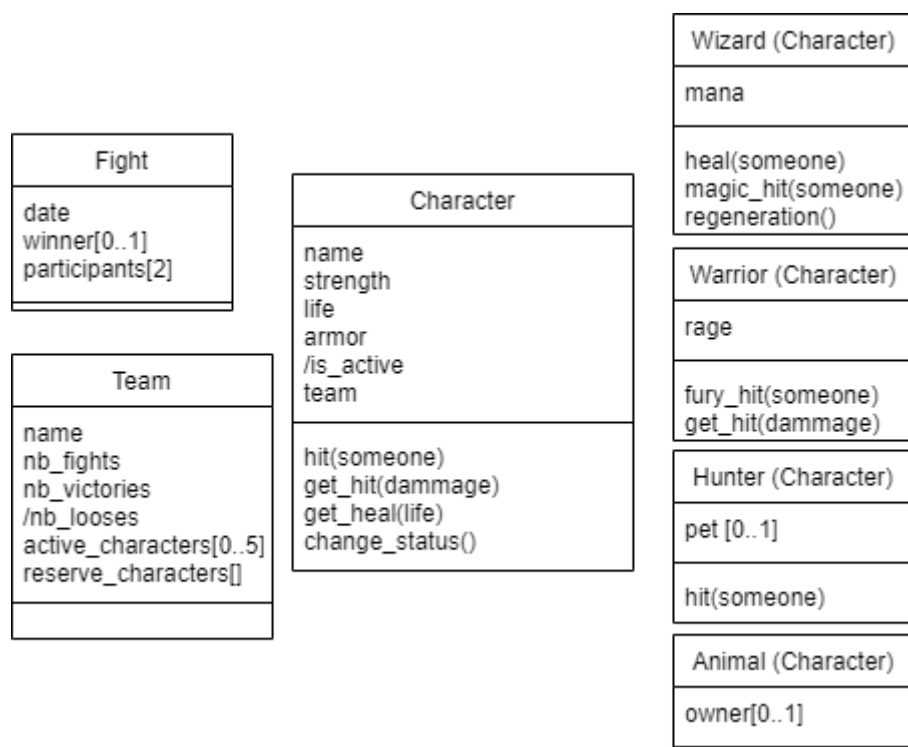 Fight
date
winner[0..1]
participants[2]
Team
name
nb_fights
nb_victories
/nb_looses
active_characters[0..5]
reserve_characters[]
Character
name
strength
life
armor
/is_active
team
hit(someone)
get_hit(dammage)
get_heal(life)
change_status()
Wizard (Character)
mana
heal(someone)
magic_hit(someone)
regeneration()
Warrior (Character)
rage
fury_hit(someone)
get_hit(dammage)
Hunter (Character)
pet [0..1]
hit(someone)
Animal (Character)
owner[0..1]